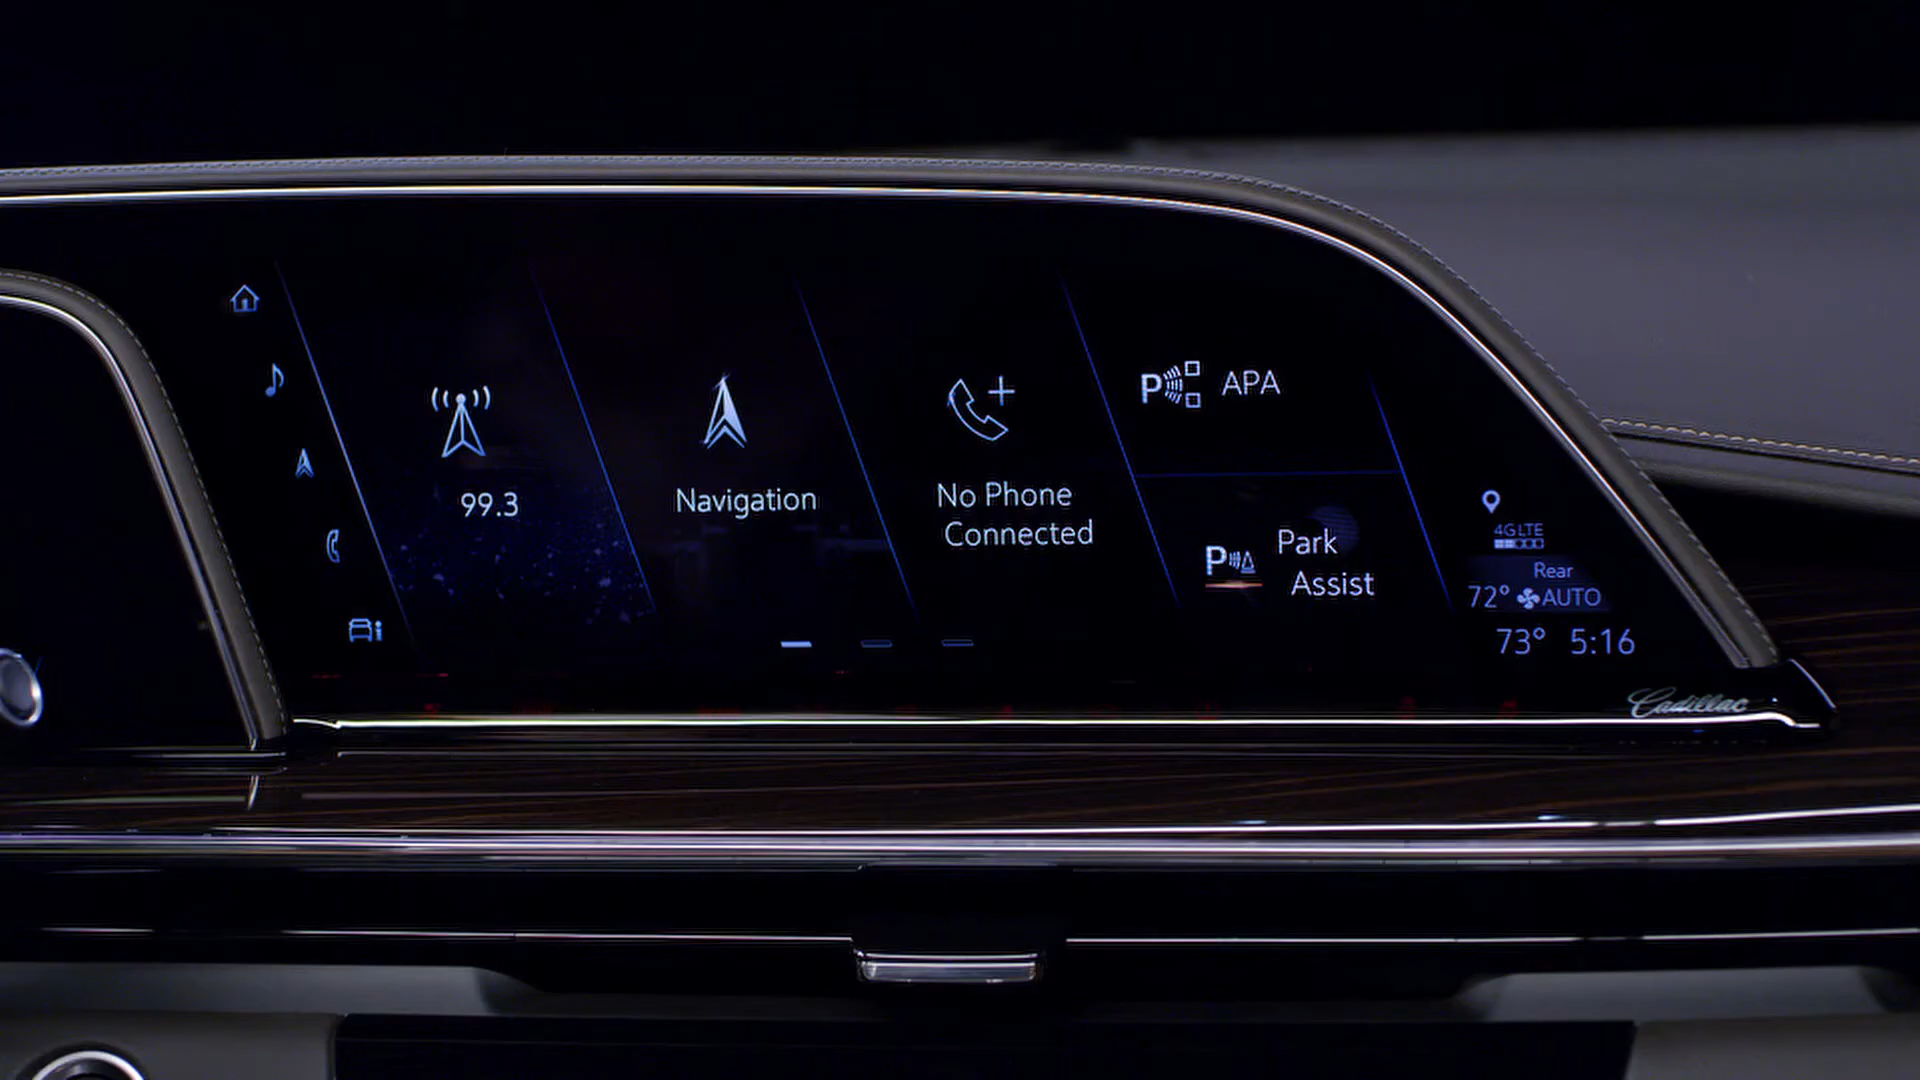 99.3
Navigation
No Phone
Connected
P APA
P Park
Assist
4G LTE
Rear
72° AUTO
73° 5:16
Cadillac